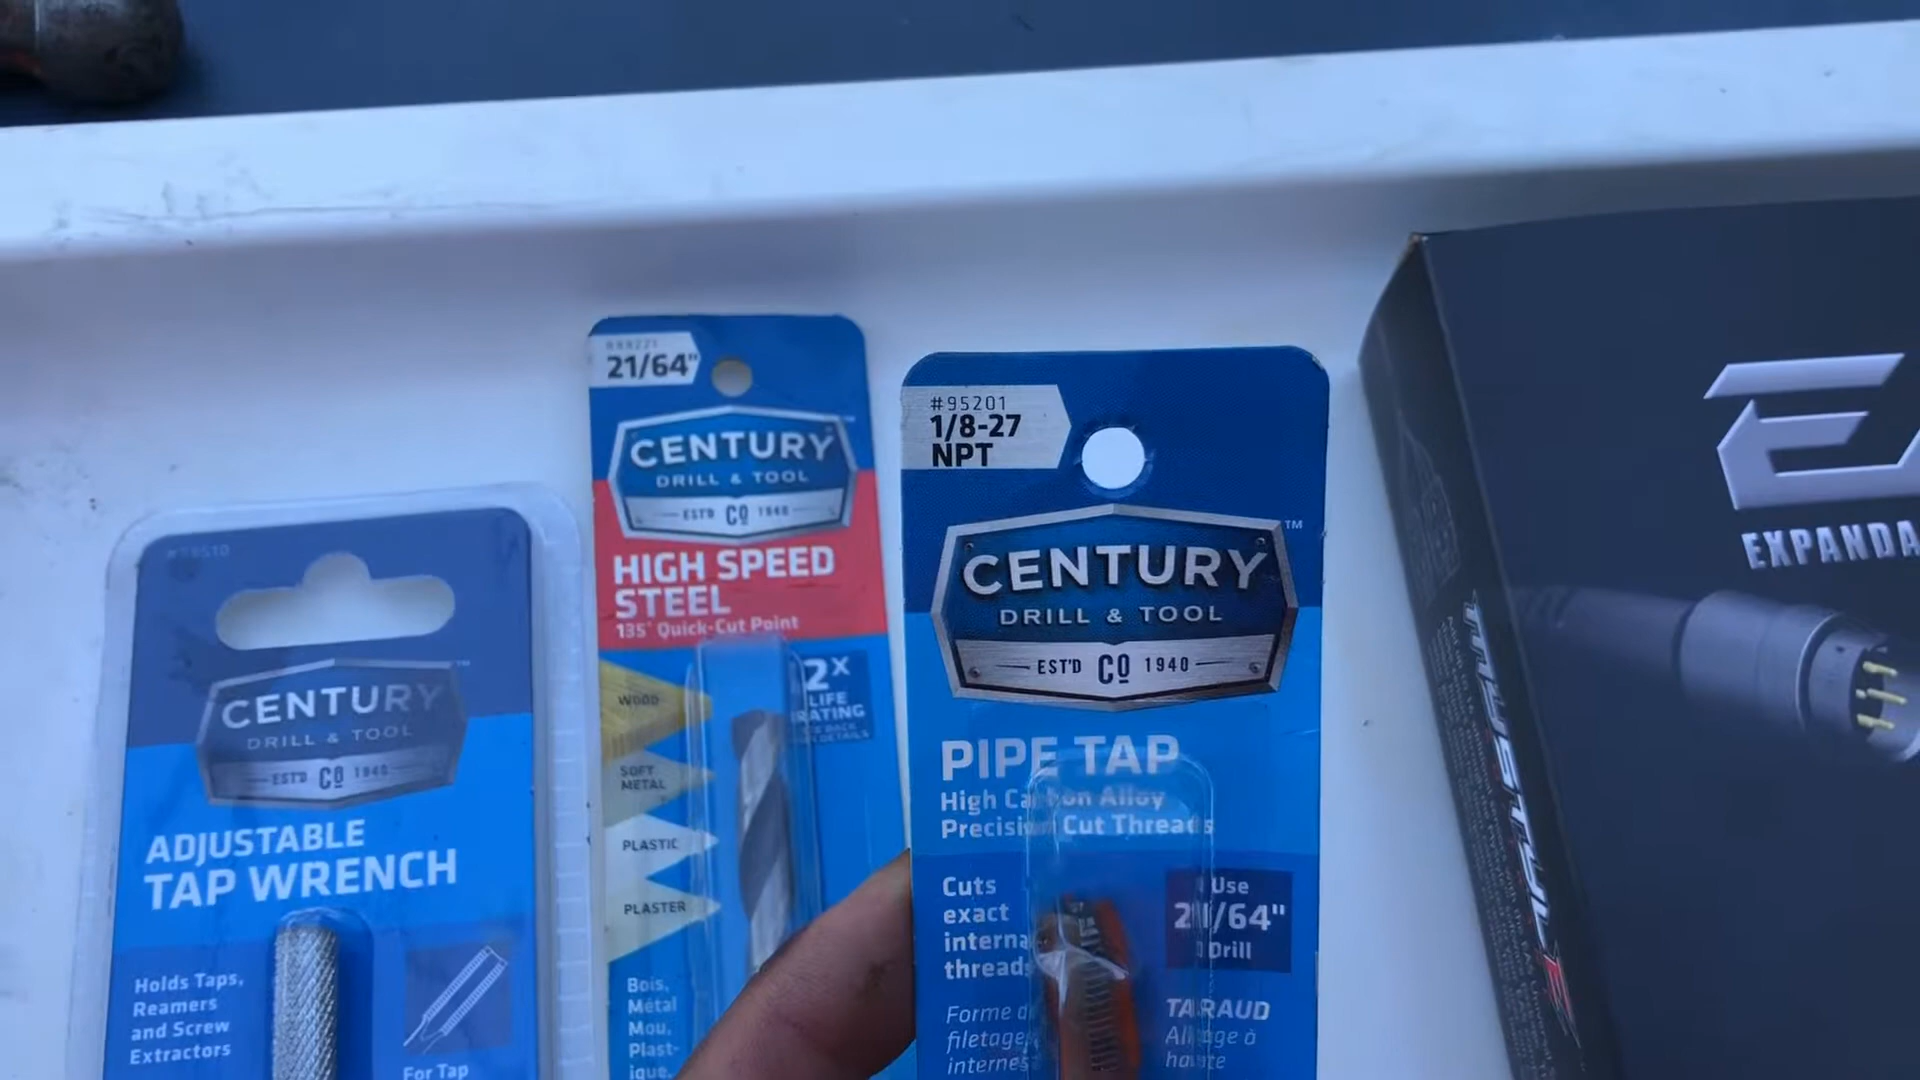 ADJUSTABLE
TAP WRENCH
CENTURY
DRILL & TOOL
EST'D CO 1940
Holds Taps,
Reamers
and Screw
Extractors
For Tap
21/64"
CENTURY
DRILL & TOOL
EST'D CO 1940
HIGH SPEED
STEEL
135° Quick-Cut Point
2X
LIFE
RATING
WOOD
SOFT
METAL
PLASTIC
PLASTER
Bois,
Métal
Mou,
Plast-
ique,
#95201
1/8-27
NPT
CENTURY
™
DRILL & TOOL
EST'D CO 1940
PIPE TAP
High Carbon Alloy
Precision Cut Threads
Cuts
exact
interna
threads
Use
21/64"
Drill
Forme d
filetage
internes
TARAUD
Alliage à
haute
EXPANDA